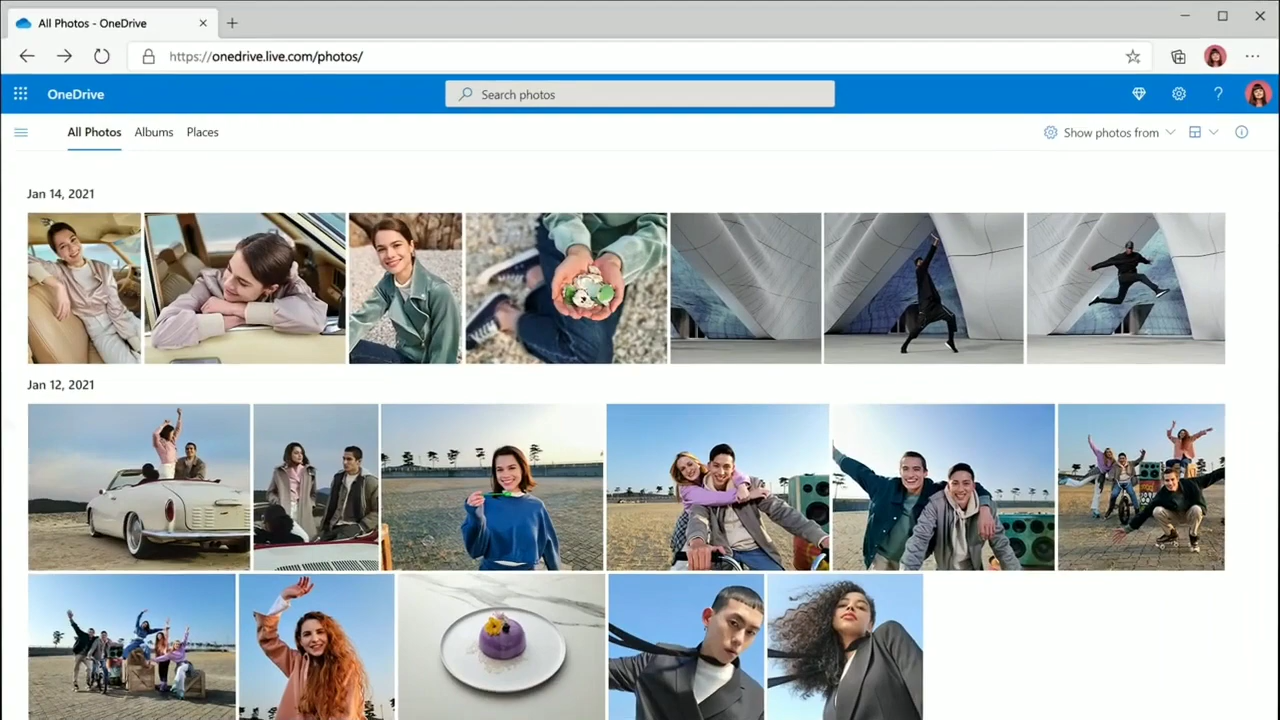 All Photos - OneDrive
https://onedrive.live.com/photos/
OneDrive
Search photos
All Photos Albums Places
Show photos from
Jan 14, 2021
Jan 12, 2021